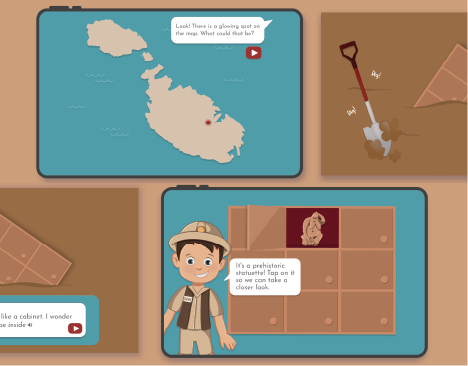 Look! There is a glowing spot on
the map. What could that be?
like a cabinet. I wonder
be inside
It's a prehistoric
statuette! Tap on it
so we can take a
closer look.